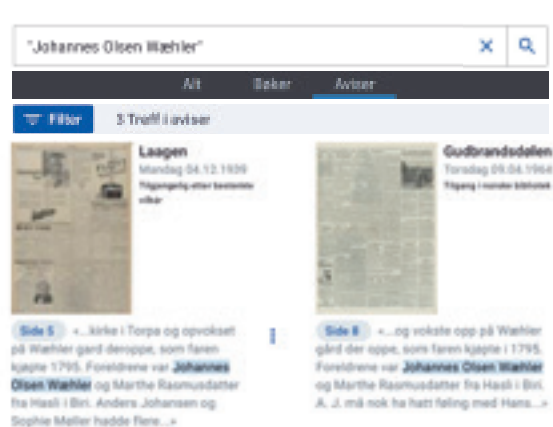 "Johannes Olsen Wæhler"
Alt Bøker Aviser
Filter 3 Treff i aviser
Laagen
Mandag 04.12.1939
Tilgjengelig etter bestemte
vilkår
Side 5 «...kirke i Torpa og opvokset
på Wæhler gard deroppe, som faren
kjøpte 1795. Foreldrene var Johannes
Olsen Wæhler og Marthe Rasmusdatter
fra Hasli i Biri. Anders Johansen og
Sophie Møller hadde flere...»
Gudbrandsdølen
Torsdag 09.04.1964
Tilgang i norske bibliotek
Side 8 «...og vokste opp på Wæhler
gård der oppe, som faren kjøpte i 1795.
Foreldrene var Johannes Olsen Wæhler
og Marthe Rasmusdatter fra Hasli i Biri.
A. J. må nok ha hatt føling med Hans...»